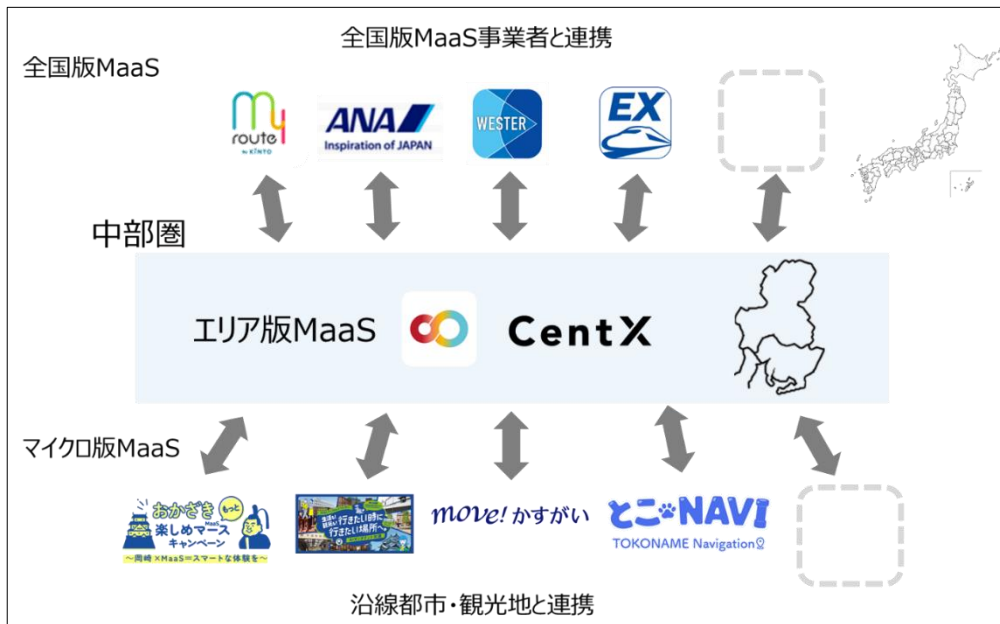 全国版MaaS事業者と連携
全国版MaaS
my
route
by KINTO
ANA
Inspiration of JAPAN
WESTER
EX
中部圏
エリア版MaaS
CentX
マイクロ版MaaS
おかざき
もっと
楽しめマース
MaaS
キャンペーン
～岡崎×MaaS＝スマートな体験を～
行きたい時に
行きたい場所へ
move! かすがい
とこNAVI
TOKONAME Navigation
沿線都市・観光地と連携